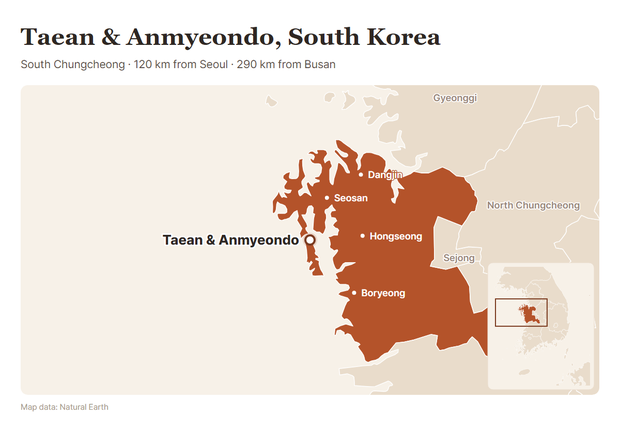 Taean & Anmyeondo, South Korea
South Chungcheong · 120 km from Seoul · 290 km from Busan
Gyeonggi
Dangjin
Seosan
North Chungcheong
Taean & Anmyeondo
Hongseong
Sejong
Boryeong
Map data: Natural Earth